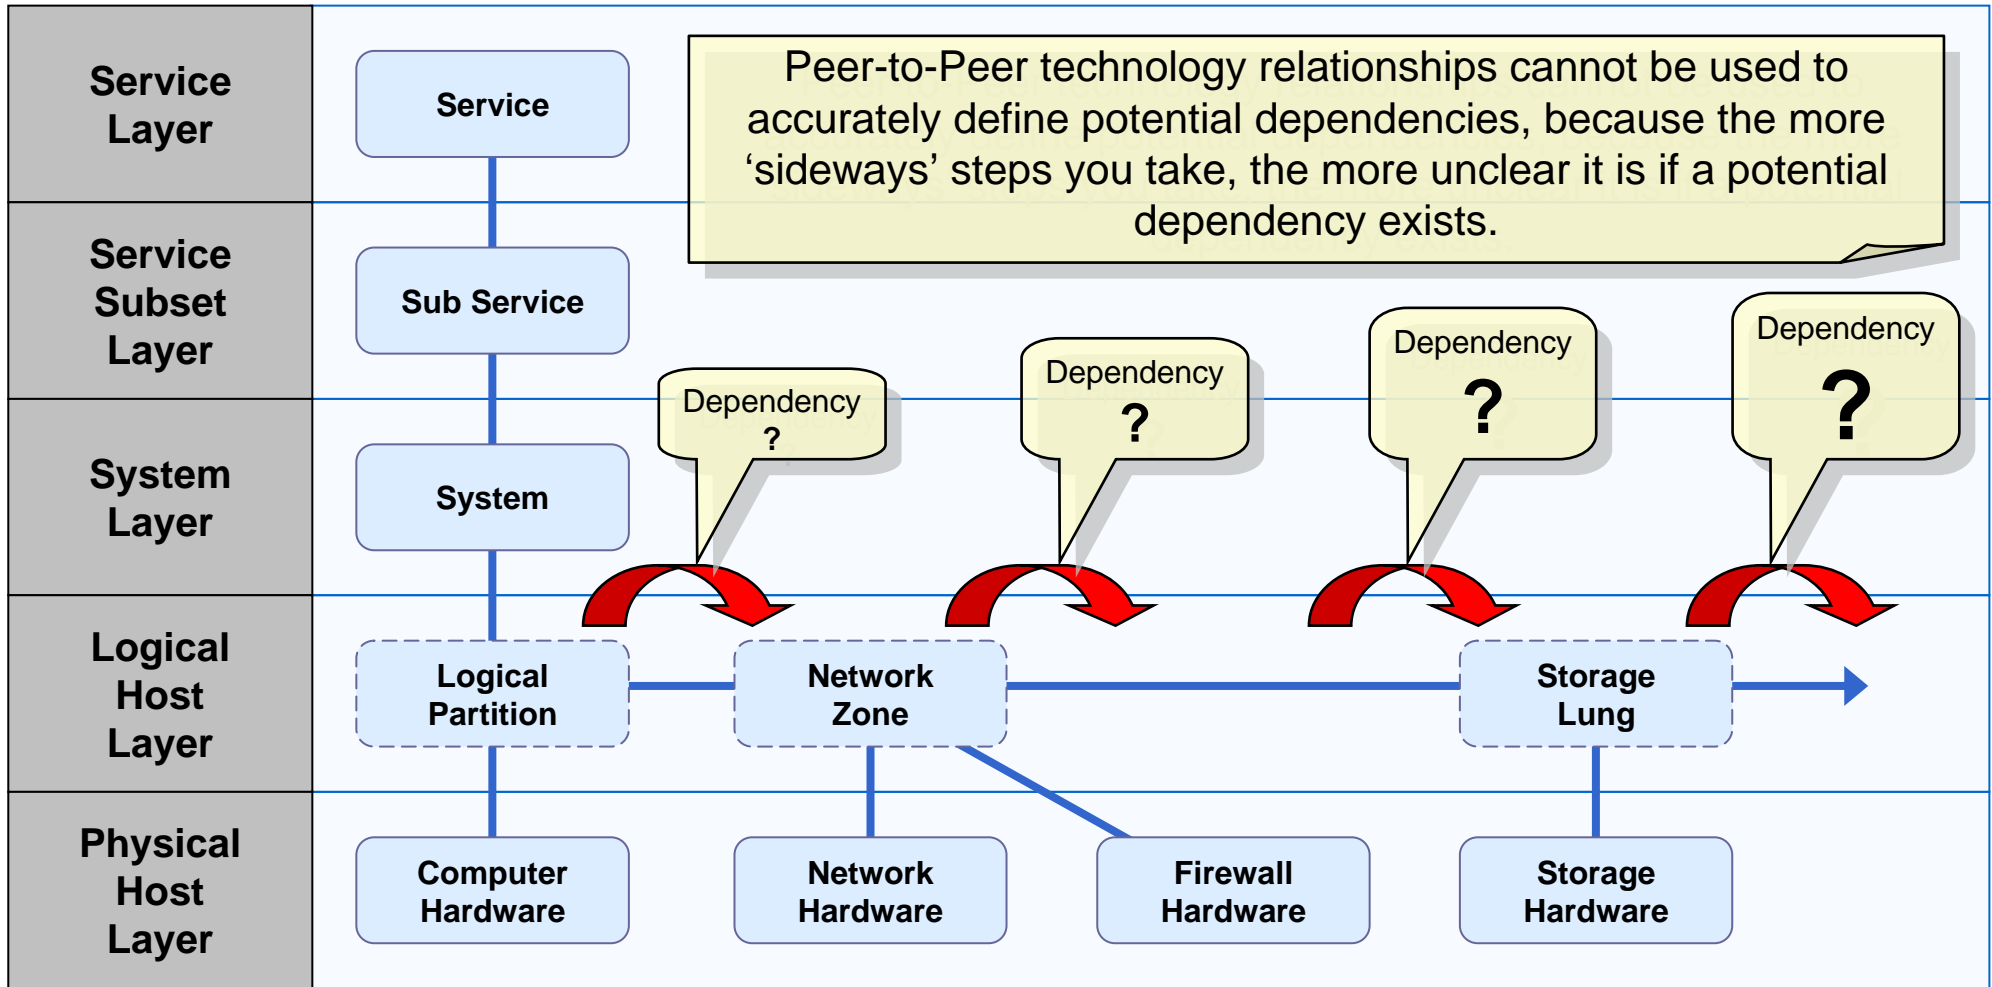 Service
Layer
Service
Peer-to-Peer technology relationships cannot be used to
accurately define potential dependencies, because the more
‘sideways’ steps you take, the more unclear it is if a potential
dependency exists.
Service
Subset
Layer
Sub Service
Dependency
?
Dependency
?
Dependency
?
Dependency
?
System
Layer
System
Logical
Host
Layer
Logical
Partition
Network
Zone
Storage
Lung
Physical
Host
Layer
Computer
Hardware
Network
Hardware
Firewall
Hardware
Storage
Hardware